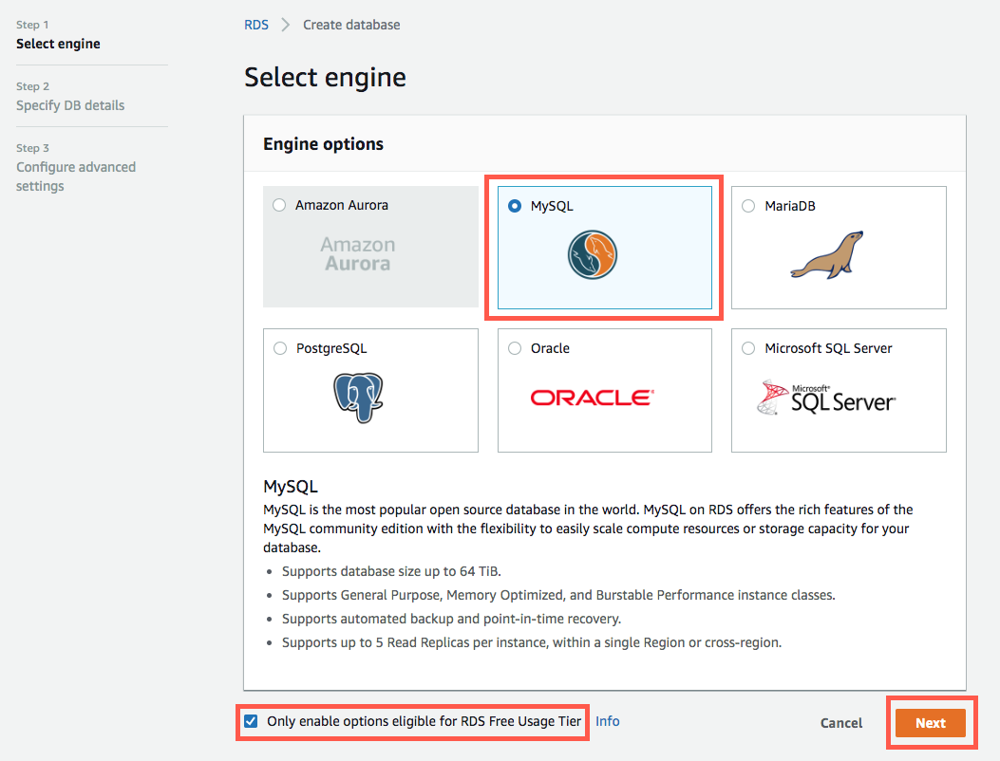 Step 1
Select engine
Step 2
Specify DB details
Step 3
Configure advanced
settings
RDS
Create database
Select engine
Engine options
Amazon Aurora
Amazon
Aurora
MySQL
MariaDB
PostgreSQL
Oracle
ORACLE
Microsoft SQL Server
Microsoft®
SQL Server
MySQL
MySQL is the most popular open source database in the world. MySQL on RDS offers the rich features of the
MySQL community edition with the flexibility to easily scale compute resources or storage capacity for your
database.
• Supports database size up to 64 TiB.
• Supports General Purpose, Memory Optimized, and Burstable Performance instance classes.
• Supports automated backup and point-in-time recovery.
• Supports up to 5 Read Replicas per instance, within a single Region or cross-region.
Only enable options eligible for RDS Free Usage Tier Info
Cancel
Next